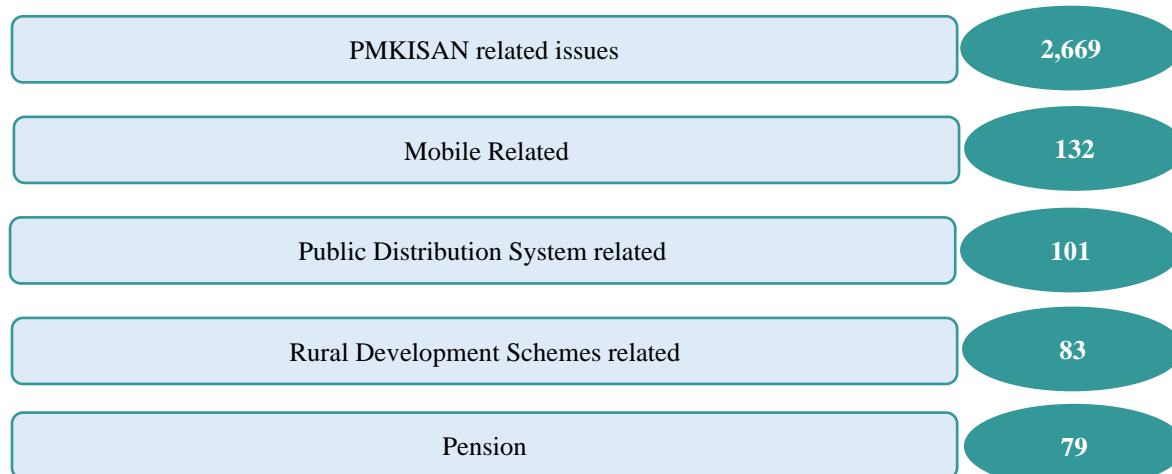 PMKISAN related issues 2,669
Mobile Related 132
Public Distribution System related 101
Rural Development Schemes related 83
Pension 79